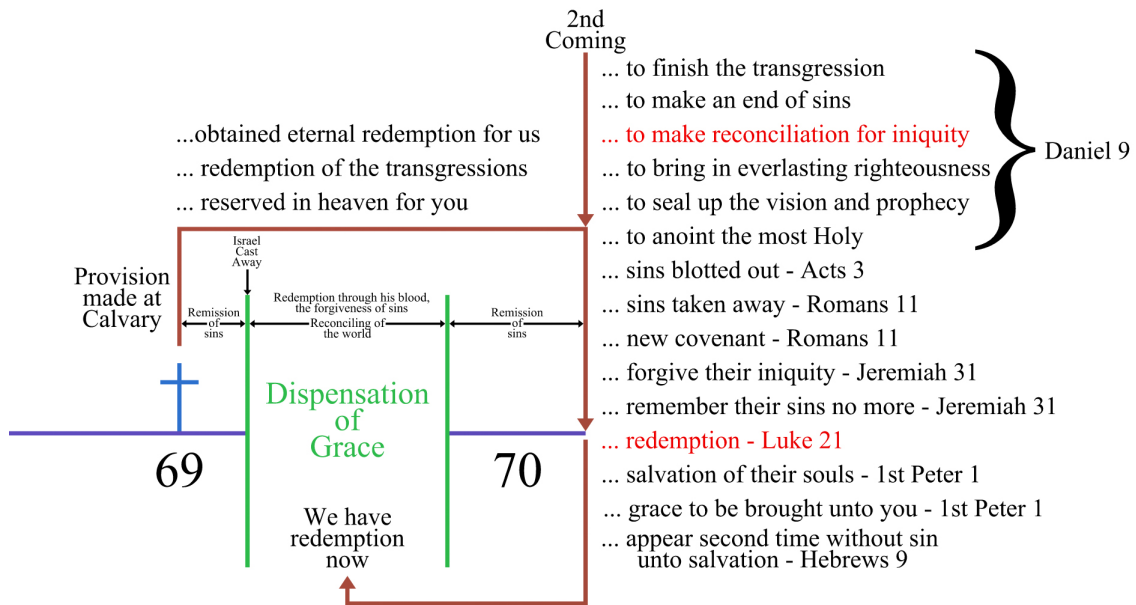 2nd
Coming
... to finish the transgression
... to make an end of sins
... to make reconciliation for iniquity
... to bring in everlasting righteousness
... to seal up the vision and prophecy
... to anoint the most Holy
Daniel 9
... sins blotted out - Acts 3
... sins taken away - Romans 11
... new covenant - Romans 11
... forgive their iniquity - Jeremiah 31
... remember their sins no more - Jeremiah 31
... redemption - Luke 21
... salvation of their souls - 1st Peter 1
... grace to be brought unto you - 1st Peter 1
... appear second time without sin
unto salvation - Hebrews 9
...obtained eternal redemption for us
... redemption of the transgressions
... reserved in heaven for you
Provision
made at
Calvary
Israel
Cast
Away
Remission
of
sins
Redemption through his blood,
the forgiveness of sins
Reconciling of
the world
Remission
of
sins
Dispensation
of
Grace
69
70
We have
redemption
now